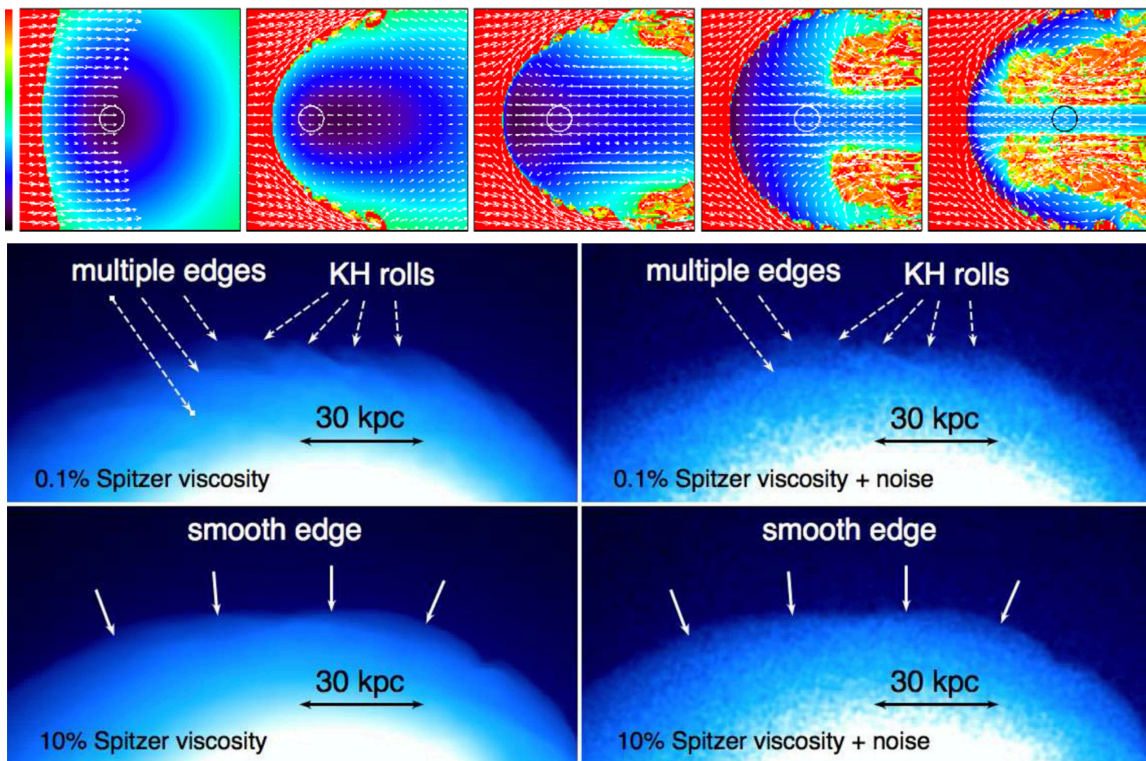 multiple edges
KH rolls
30 kpc
0.1% Spitzer viscosity
multiple edges
KH rolls
30 kpc
0.1% Spitzer viscosity + noise
smooth edge
30 kpc
10% Spitzer viscosity
smooth edge
30 kpc
10% Spitzer viscosity + noise